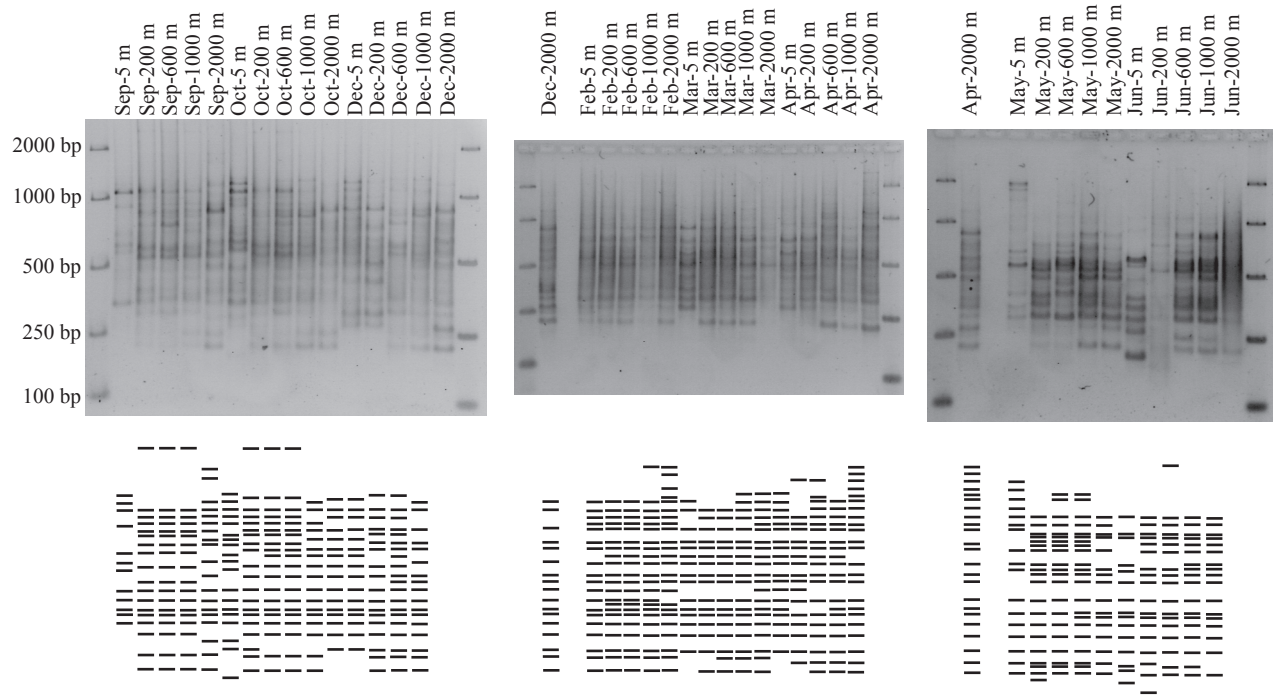 Sep-5 m
Sep-200 m
Sep-600 m
Sep-1000 m
Sep-2000 m
Oct-5 m
Oct-200 m
Oct-600 m
Oct-1000 m
Oct-2000 m
Dec-5 m
Dec-200 m
Dec-600 m
Dec-1000 m
Dec-2000 m
Dec-2000 m
Feb-5 m
Feb-200 m
Feb-600 m
Feb-1000 m
Feb-2000 m
Mar-5 m
Mar-200 m
Mar-600 m
Mar-1000 m
Mar-2000 m
Apr-5 m
Apr-200 m
Apr-600 m
Apr-1000 m
Apr-2000 m
Apr-2000 m
May-5 m
May-200 m
May-600 m
May-1000 m
May-2000 m
Jun-5 m
Jun-200 m
Jun-600 m
Jun-1000 m
Jun-2000 m
2000 bp
1000 bp
500 bp
250 bp
100 bp